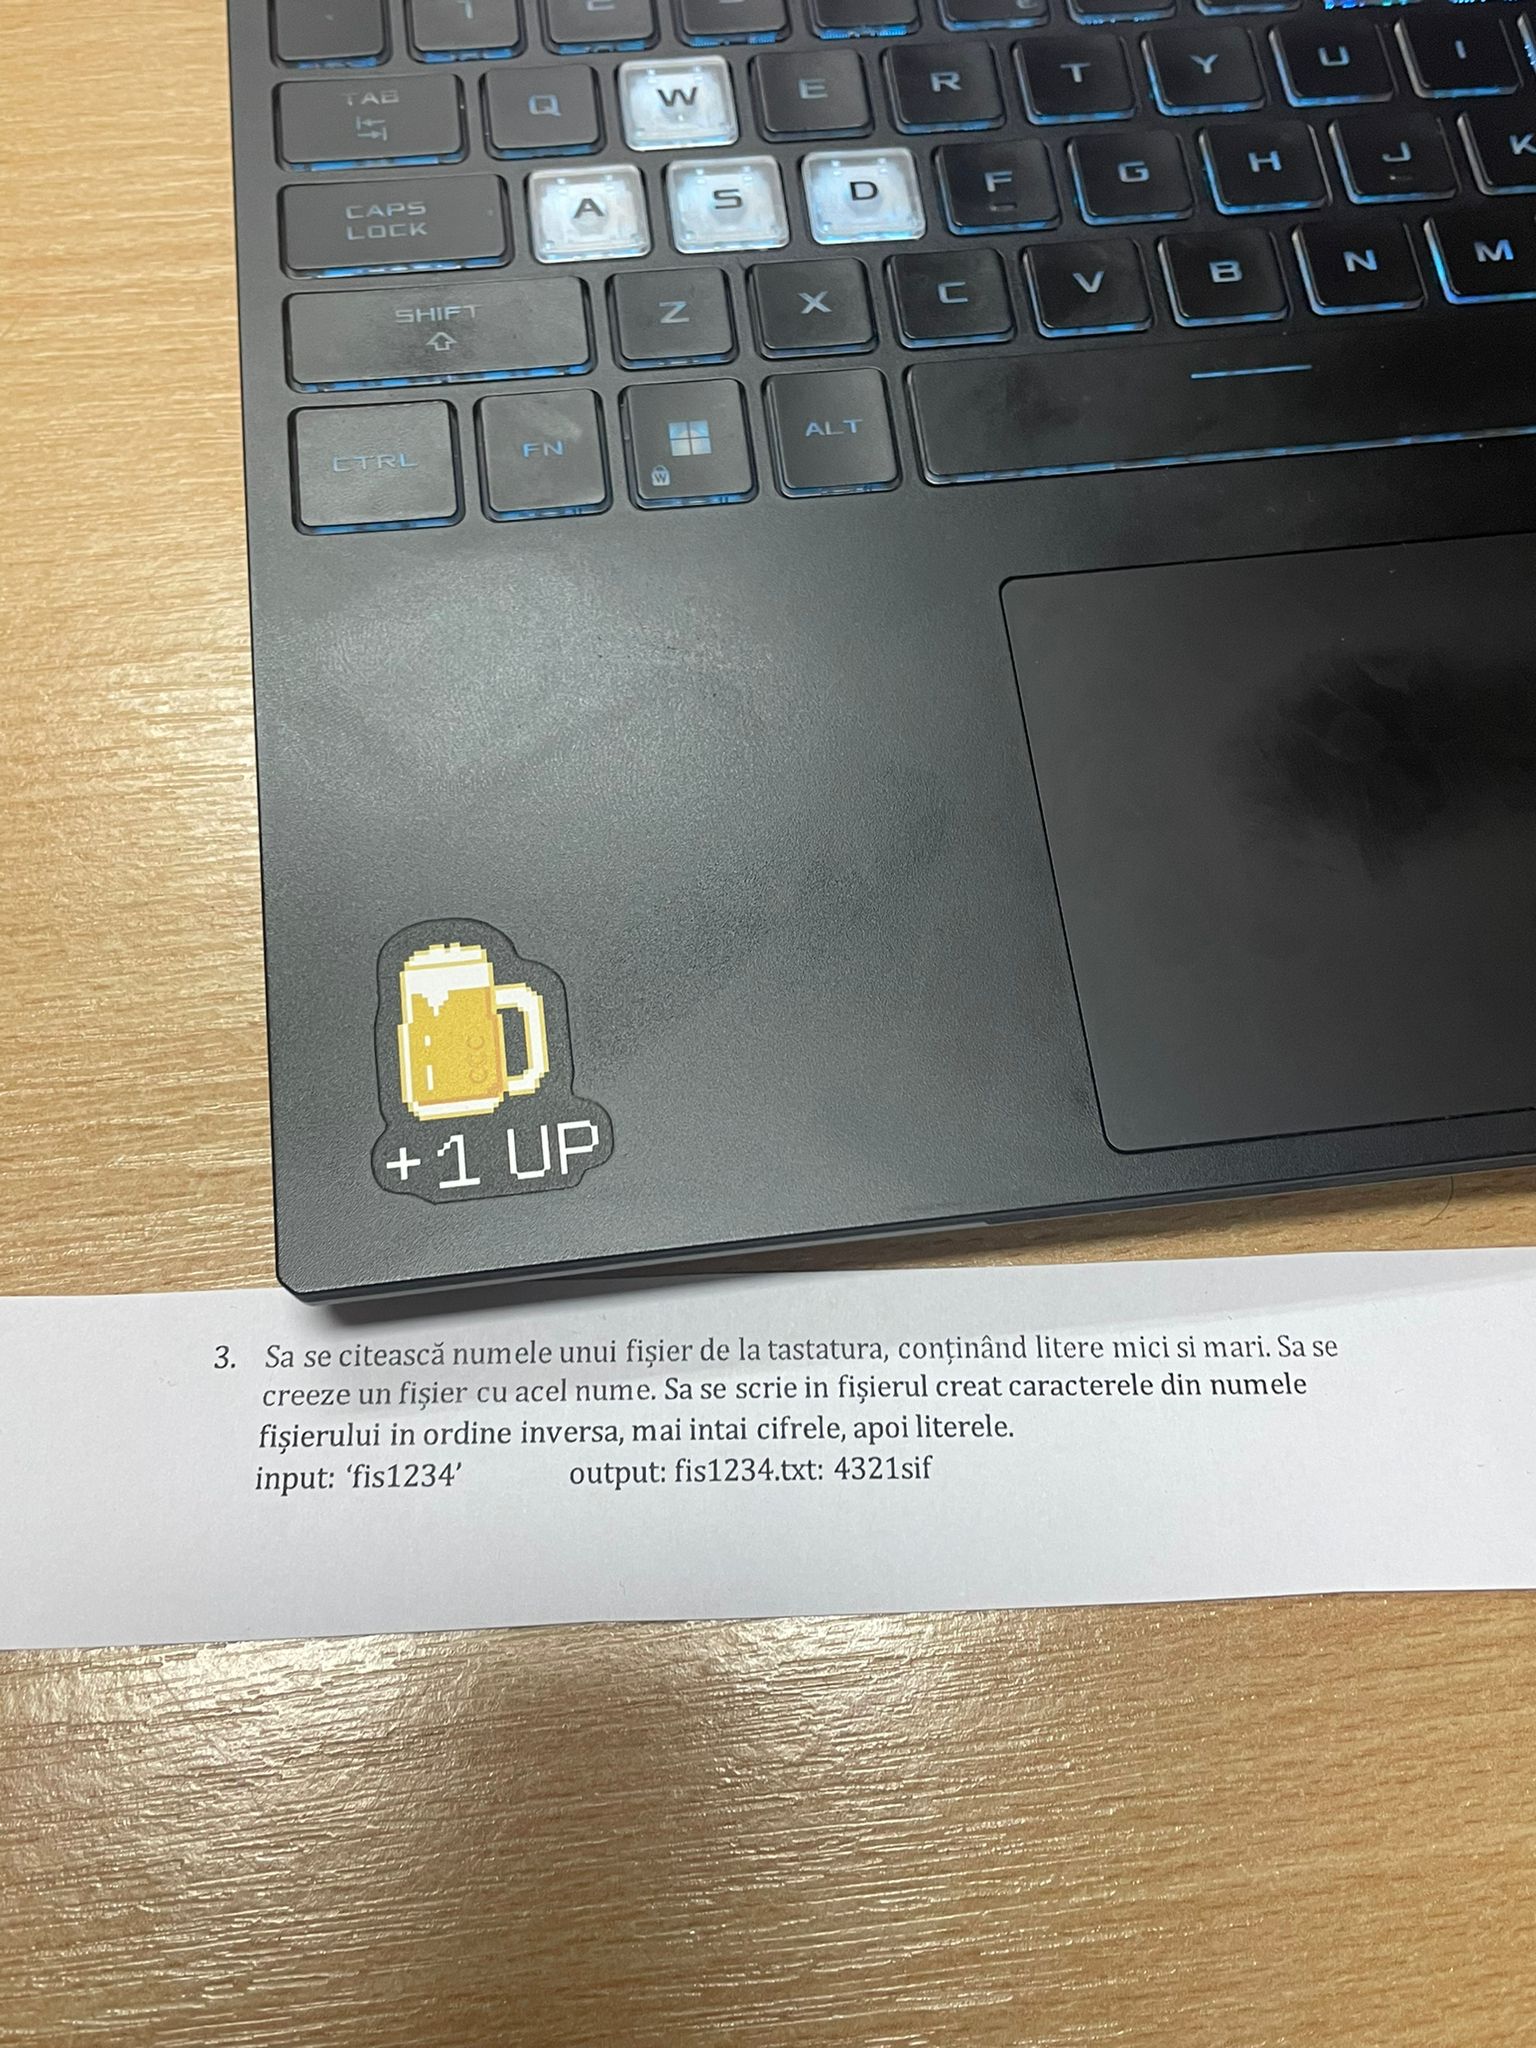 TAB
Q W E R T Y U I
CAPS LOCK
A S D F G H J K
SHIFT
Z X C V B N M
CTRL FN W ALT
+1 UP
3. Sa se citească numele unui fișier de la tastatura, conținând litere mici si mari. Sa se
creeze un fișier cu acel nume. Sa se scrie in fișierul creat caracterele din numele
fișierului in ordine inversa, mai intai cifrele, apoi literele.
input: ‘fis1234’ output: fis1234.txt: 4321sif